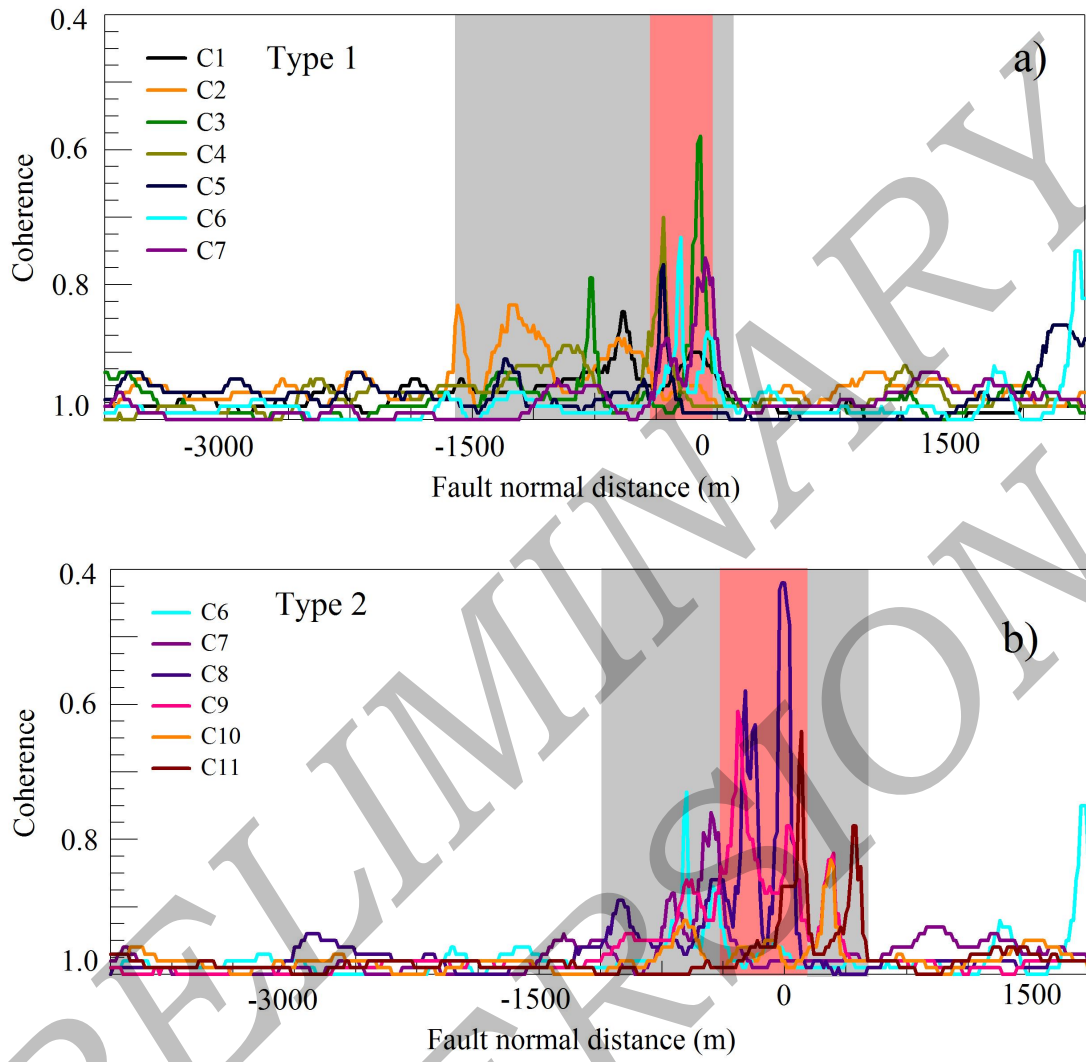 0.4
Type 1
a)
C1
C2
C3
C4
C5
C6
C7
0.6
0.8
1.0
Coherence
-3000
-1500
0
1500
Fault normal distance (m)
0.4
Type 2
b)
C6
C7
C8
C9
C10
C11
0.6
0.8
1.0
Coherence
-3000
-1500
0
1500
Fault normal distance (m)
PRELIMINARY
VERSION